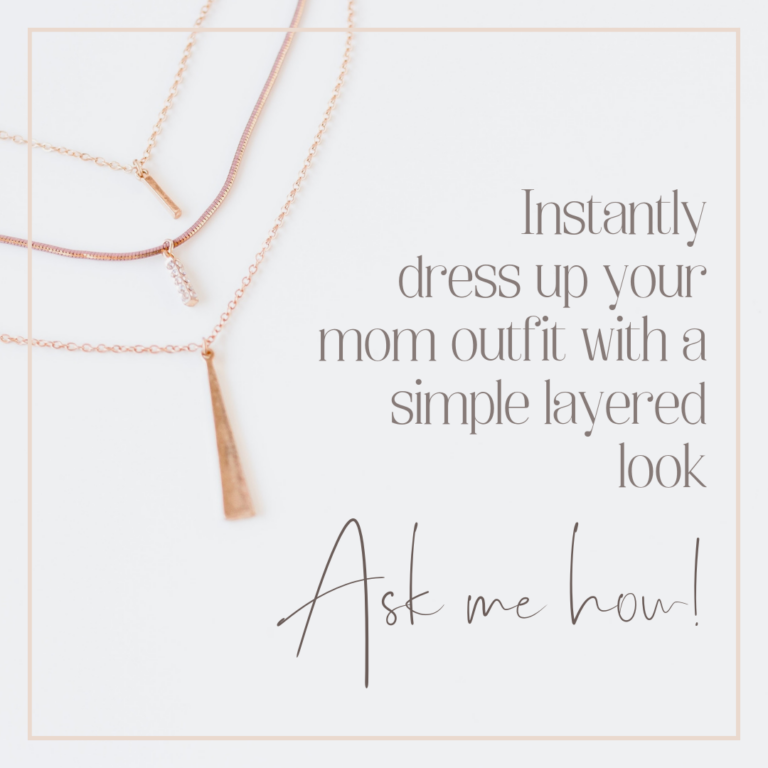 Instantly
dress up your
mom outfit with a
simple layered
look
Ask me how!